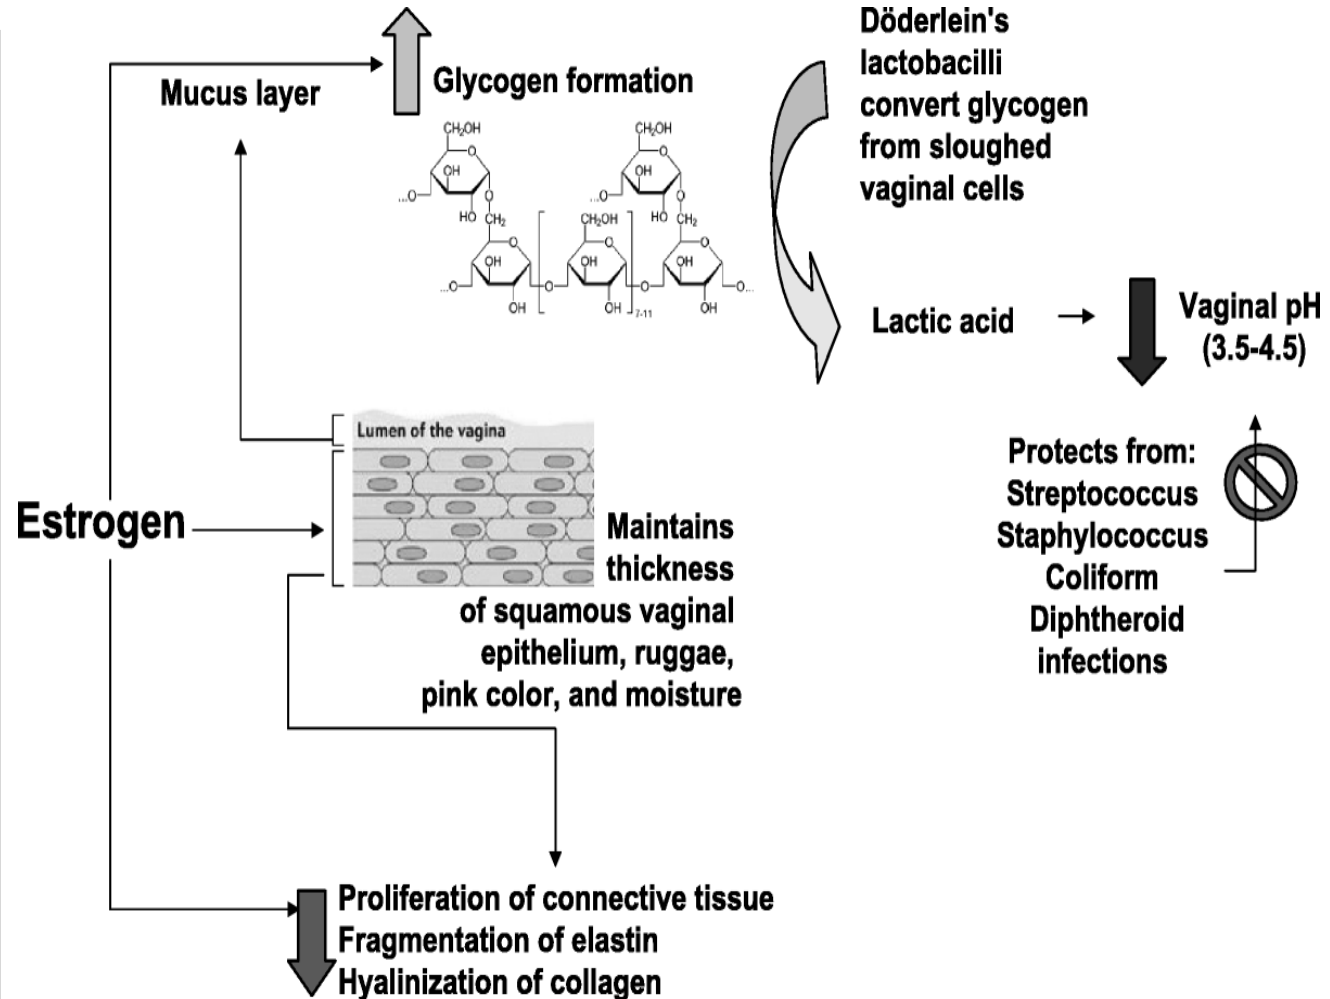 Mucus layer
Glycogen formation
Döderlein's
lactobacilli
convert glycogen
from sloughed
vaginal cells
CH₂OH
O
OH
...O
HO
O
CH₂
CH₂OH
O
OH
...O
HO
O
CH₂
CH₂OH
O
OH
...O
OH
O
O
OH
O
OH
7-11
O
OH
OH
O...
Lactic acid
Vaginal pH
(3.5-4.5)
Lumen of the vagina
Estrogen
Maintains
thickness
of squamous vaginal
epithelium, ruggae,
pink color, and moisture
Protects from:
Streptococcus
Staphylococcus
Coliform
Diphtheroid
infections
Proliferation of connective tissue
Fragmentation of elastin
Hyalinization of collagen